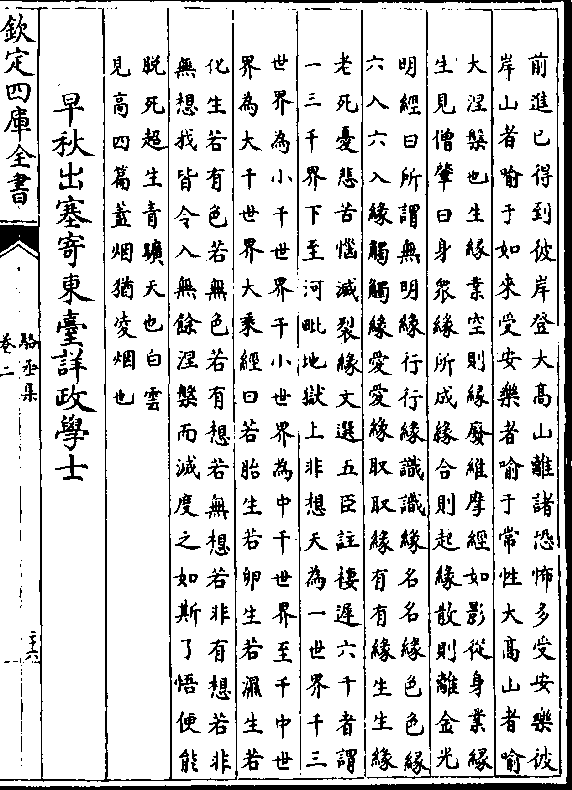 前進已得到彼岸登大高山離諸恐怖多受安樂彼
岸山者喻于如來受安樂者喻于常性大高山者喻
大涅槃也生緣業空則緣廢維摩經如影從身業緣
生見僧肇曰身衆緣所成緣合則起緣散則離金光
明經曰所謂無明緣行行緣識識緣名名緣色色緣
六入六入緣觸觸緣愛愛緣取取緣有有緣生生緣
老死憂悲苦惱滅裂緣文選五臣註棲遲六千者謂
一三千界下至河毗地獄上非想天為一世界千三
世界為小千世界千小世界為中千世界至千中世
界為大千世界大乘經曰若胎生若卵生若濕生若
化生若有色若無色若有想若無想若非有想若非
無想我皆令入無餘涅槃而滅度之如斯了悟便能
脫死超生青曠天也白雲
見高四篇蓋烟猶凌烟也
早秋出塞寄東臺詳政學士
欽定四庫全書
駱丞集
卷二
二十六